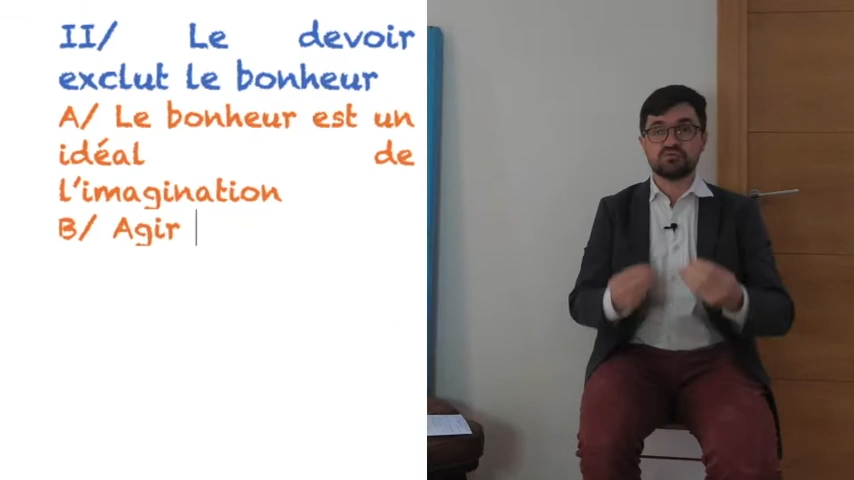 II/ Le devoir
exclut le bonheur
A/ Le bonheur est un
idéal de
l'imagination
B/ Agir